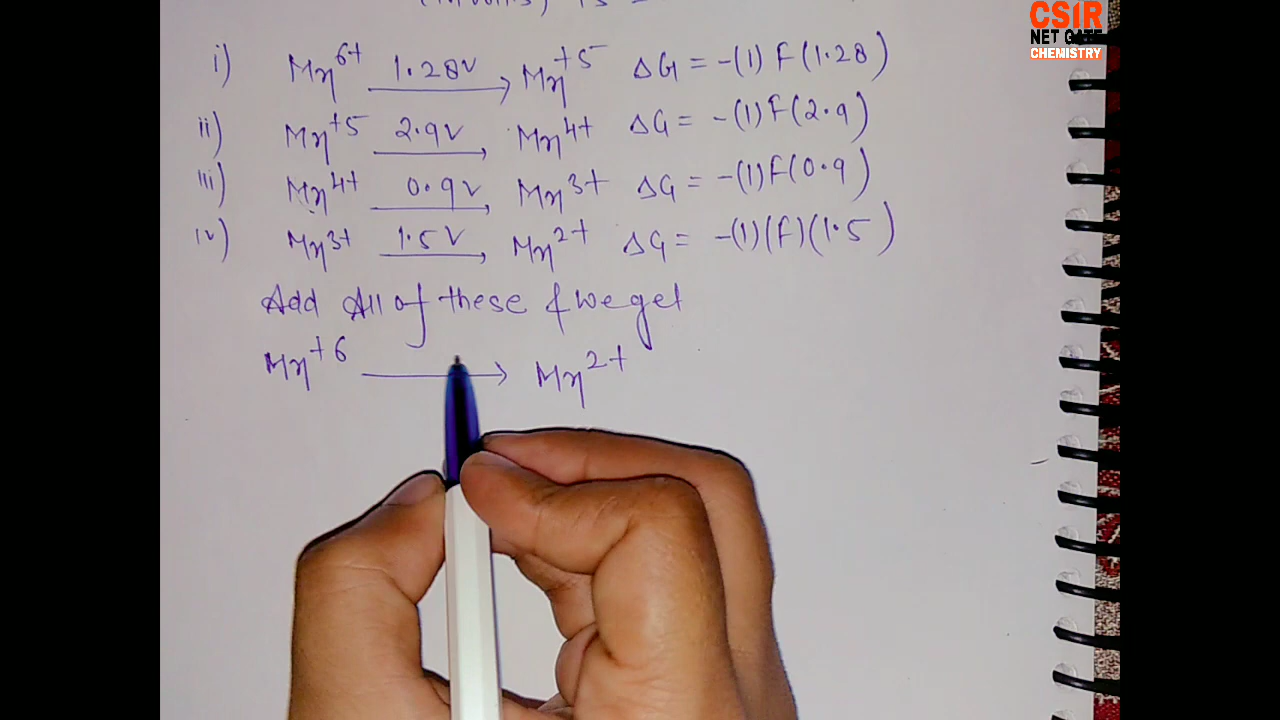 CSIR
NET GATE
CHEMISTRY
i) Mn⁶⁺ 1.28V → Mn⁺⁵ ΔG = -(1) F(1.28)
ii) Mn⁺⁵ 2.9V → Mn⁴⁺ ΔG = -(1)F(2.9)
iii) Mn⁴⁺ 0.9V → Mn³⁺ ΔG = -(1)F(0.9)
iv) Mn³⁺ 1.5V → Mn²⁺ ΔG = -(1)(F)(1.5)
Add All of these & we get
Mn⁺⁶ → Mn²⁺